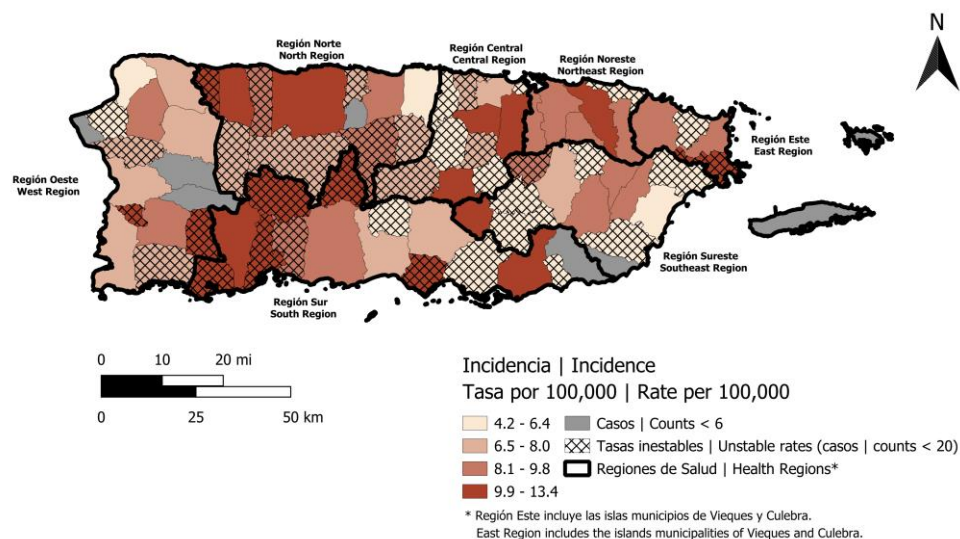 N
Región Norte
North Region
Región Central
Central Region
Región Noreste
Northeast Region
Región Este
East Region
Región Oeste
West Region
Región Sureste
Southeast Region
Región Sur
South Region
0 10 20 mi
0 25 50 km
Incidencia | Incidence
Tasa por 100,000 | Rate per 100,000
4.2 - 6.4 Casos | Counts < 6
6.5 - 8.0 Tasas inestables | Unstable rates (casos | counts < 20)
8.1 - 9.8 Regiones de Salud | Health Regions*
9.9 - 13.4
* Región Este incluye las islas municipios de Vieques y Culebra.
East Region includes the islands municipalities of Vieques and Culebra.